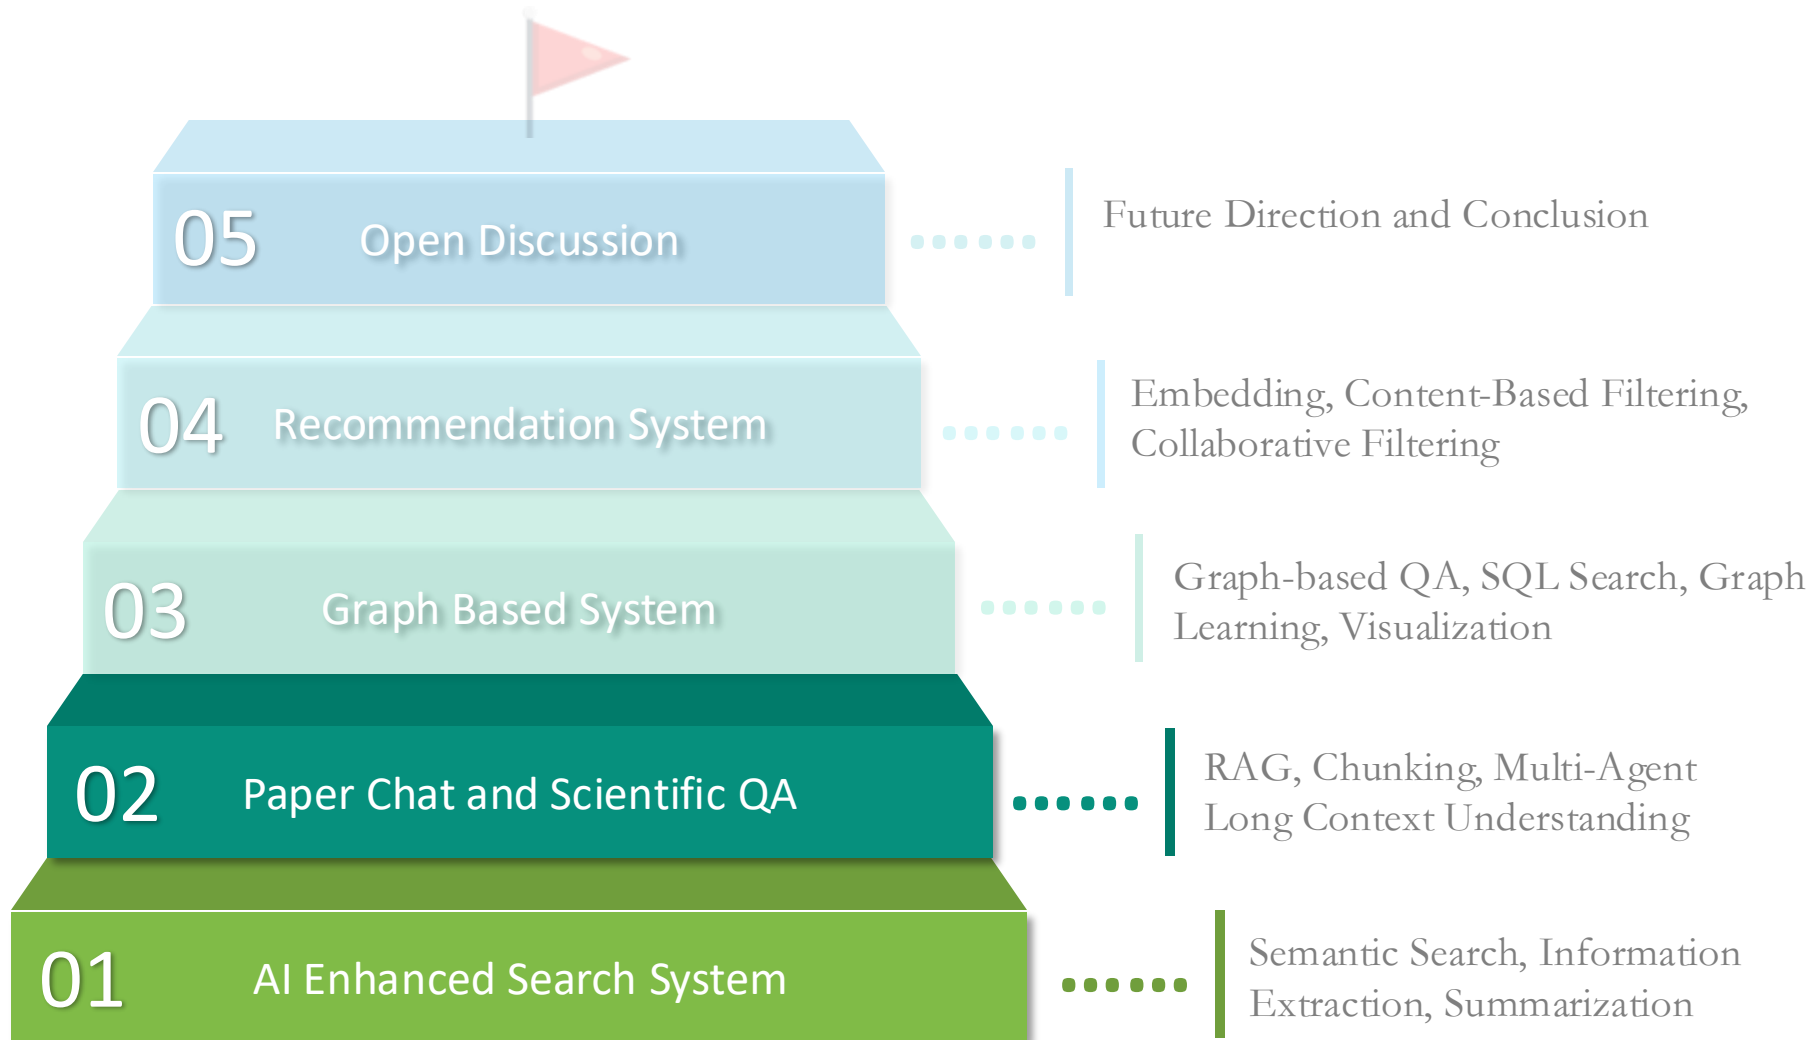 05
Open Discussion
Future Direction and Conclusion
04
Recommendation System
Embedding, Content-Based Filtering,
Collaborative Filtering
03
Graph Based System
Graph-based QA, SQL Search, Graph
Learning, Visualization
02
Paper Chat and Scientific QA
RAG, Chunking, Multi-Agent
Long Context Understanding
01
AI Enhanced Search System
Semantic Search, Information
Extraction, Summarization